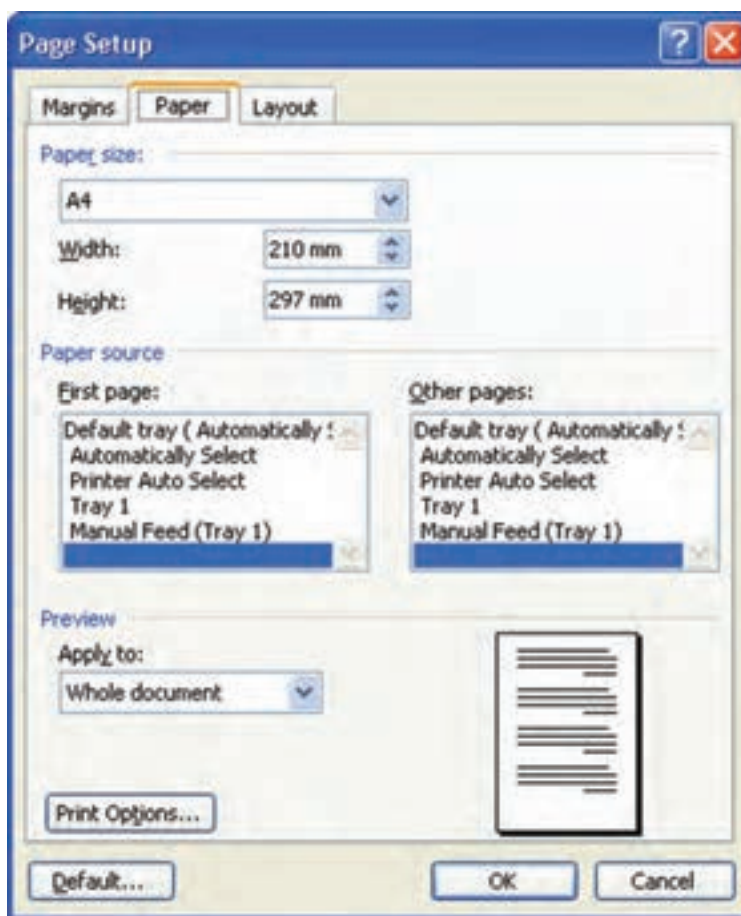 Page Setup
Margins Paper Layout
Paper size:
A4
Width: 210 mm
Height: 297 mm
Paper source
First page: Other pages:
Default tray ( Automatically Default tray ( Automatically
Automatically Select Automatically Select
Printer Auto Select Printer Auto Select
Tray 1 Tray 1
Manual Feed (Tray 1) Manual Feed (Tray 1)
Preview
Apply to:
Whole document
Print Options...
Default... OK Cancel